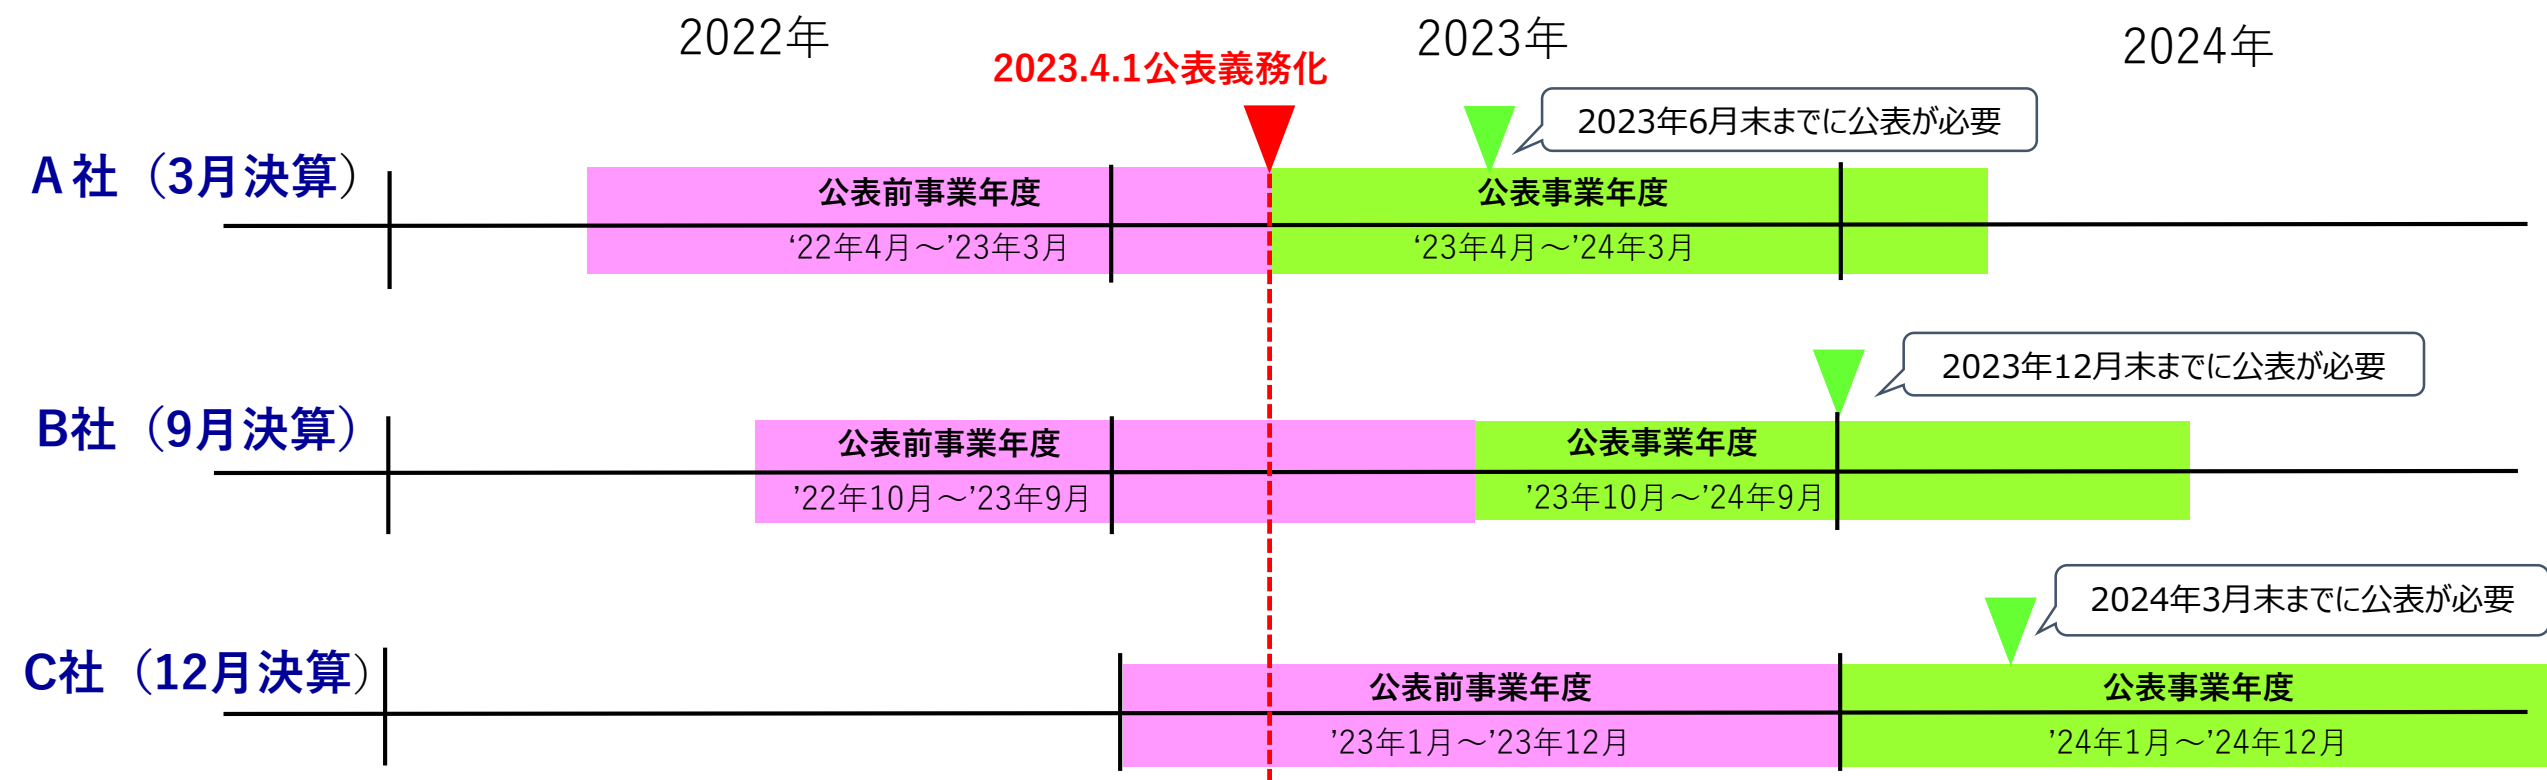 2022年
2023年
2024年
2023.4.1公表義務化
2023年6月末までに公表が必要
A社（3月決算）
公表前事業年度
公表事業年度
‘22年4月～’23年3月
‘23年4月～’24年3月
2023年12月末までに公表が必要
B社（9月決算）
公表前事業年度
公表事業年度
’22年10月～’23年9月
’23年10月～’24年9月
2024年3月末までに公表が必要
C社（12月決算）
公表前事業年度
公表事業年度
’23年1月～’23年12月
’24年1月～’24年12月